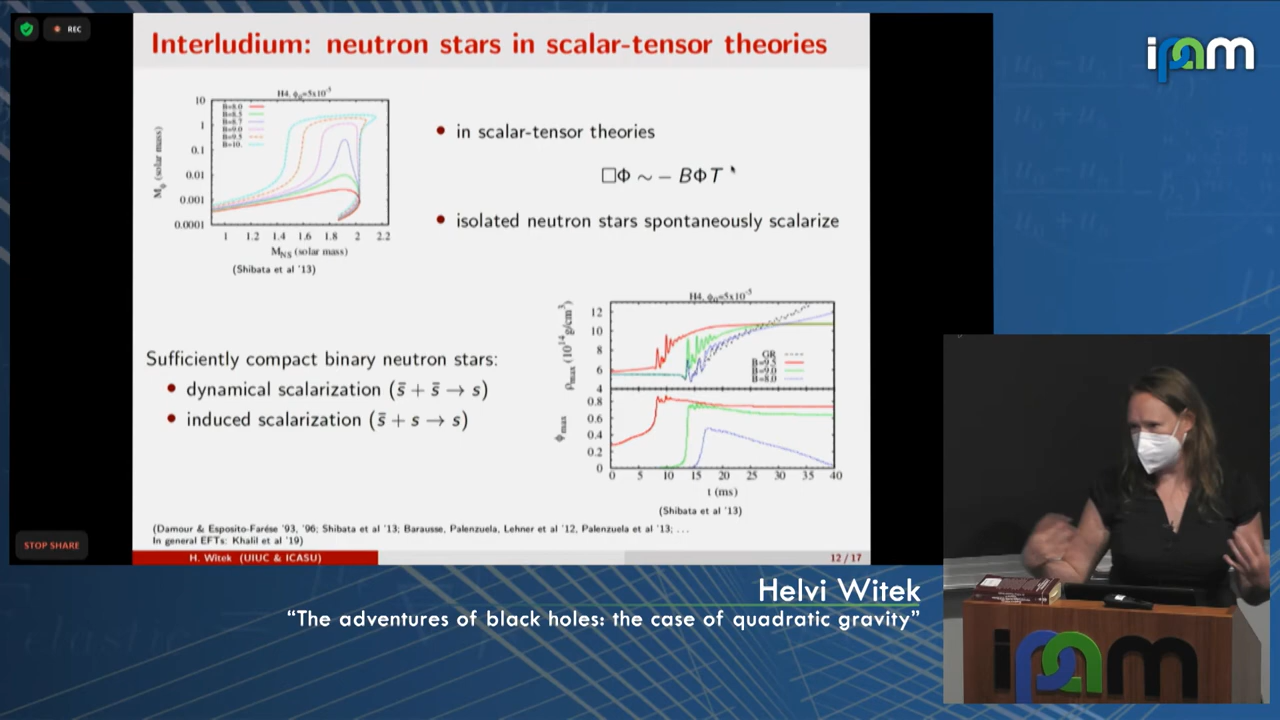 REC
Interludium: neutron stars in scalar-tensor theories
ipam
H4, φ₀=5x10⁻⁵
B=8.0
B=8.5
B=8.7
B=9.0
B=9.5
B=10.
10
1
0.1
0.01
0.001
0.0001
M_φ (solar mass)
1 1.2 1.4 1.6 1.8 2 2.2
M_NS (solar mass)
(Shibata et al '13)
• in scalar-tensor theories
□Φ ∼ − BΦT
• isolated neutron stars spontaneously scalarize
Sufficiently compact binary neutron stars:
• dynamical scalarization (s̄ + s̄ → s)
• induced scalarization (s̄ + s → s)
H4, φ₀=5x10⁻⁵
12
10
8
6
4
ρmax (10¹⁴g/cm³)
GR
B=9.5
B=9.0
B=8.0
0.8
0.6
0.4
0.2
0
φmax
0 5 10 15 20 25 30 35 40
t (ms)
(Shibata et al '13)
(Damour & Esposito-Farése '93, '96; Shibata et al '13; Barausse, Palenzuela, Lehner et al '12, Palenzuela et al '13; ...
In general EFTs: Khalil et al '19)
STOP SHARE
H. Witek (UIUC & ICASU)
12 / 17
Helvi Witek
“The adventures of black holes: the case of quadratic gravity”
ipam